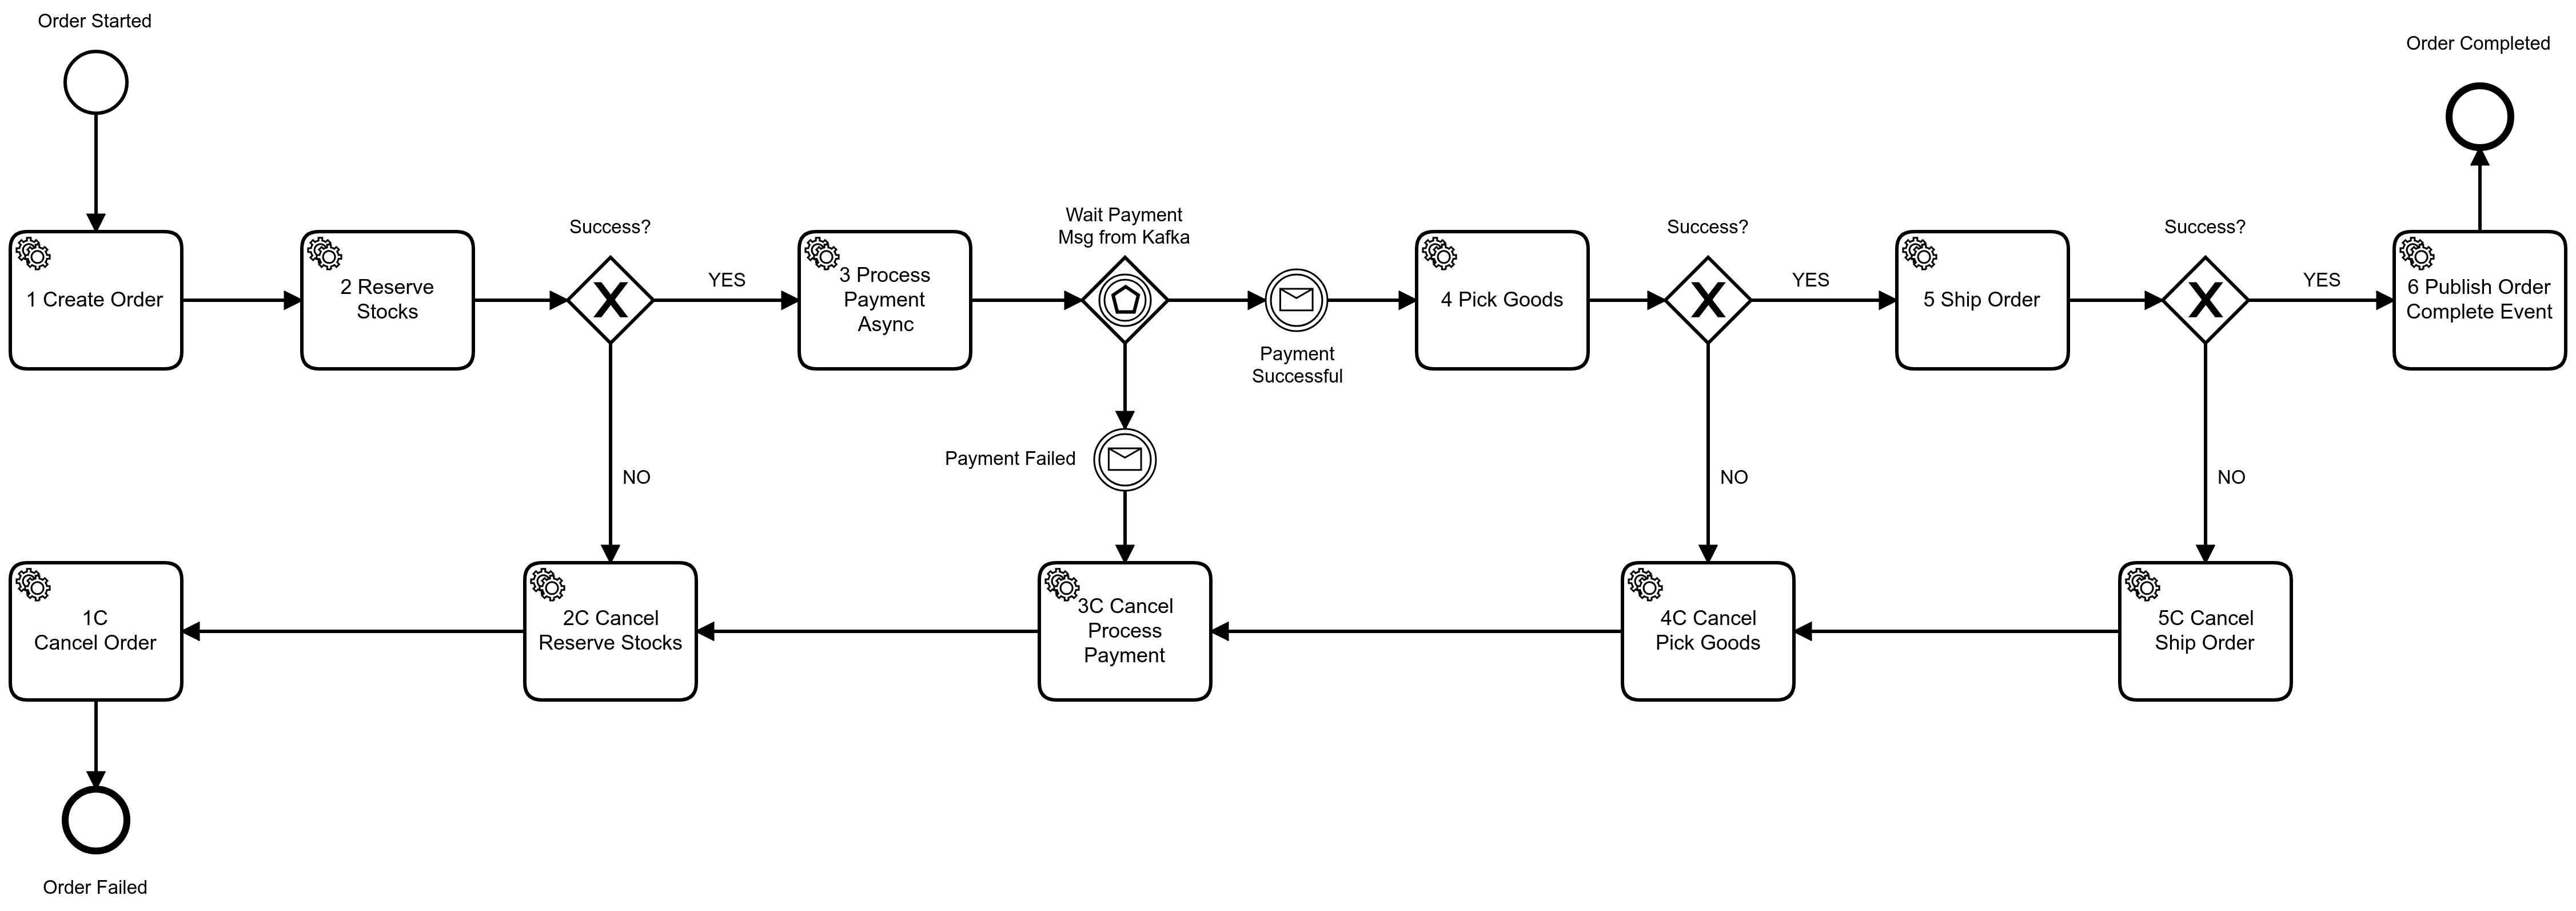 Order Started
Order Completed
Wait Payment
Msg from Kafka
Success?
Success?
Success?
1 Create Order
2 Reserve
Stocks
X
YES
3 Process
Payment
Async
Payment
Successful
4 Pick Goods
X
YES
5 Ship Order
X
YES
6 Publish Order
Complete Event
Payment Failed
NO
NO
NO
1C
Cancel Order
2C Cancel
Reserve Stocks
3C Cancel
Process
Payment
4C Cancel
Pick Goods
5C Cancel
Ship Order
Order Failed